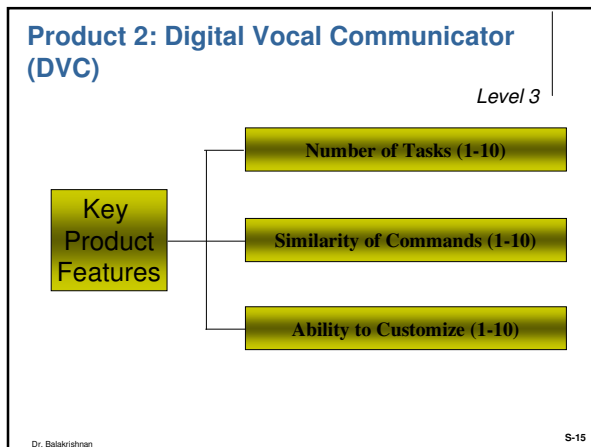 Product 2: Digital Vocal Communicator
(DVC)
Level 3
Number of Tasks (1-10)
Key
Product
Features
Similarity of Commands (1-10)
Ability to Customize (1-10)
Dr. Balakrishnan
S-15